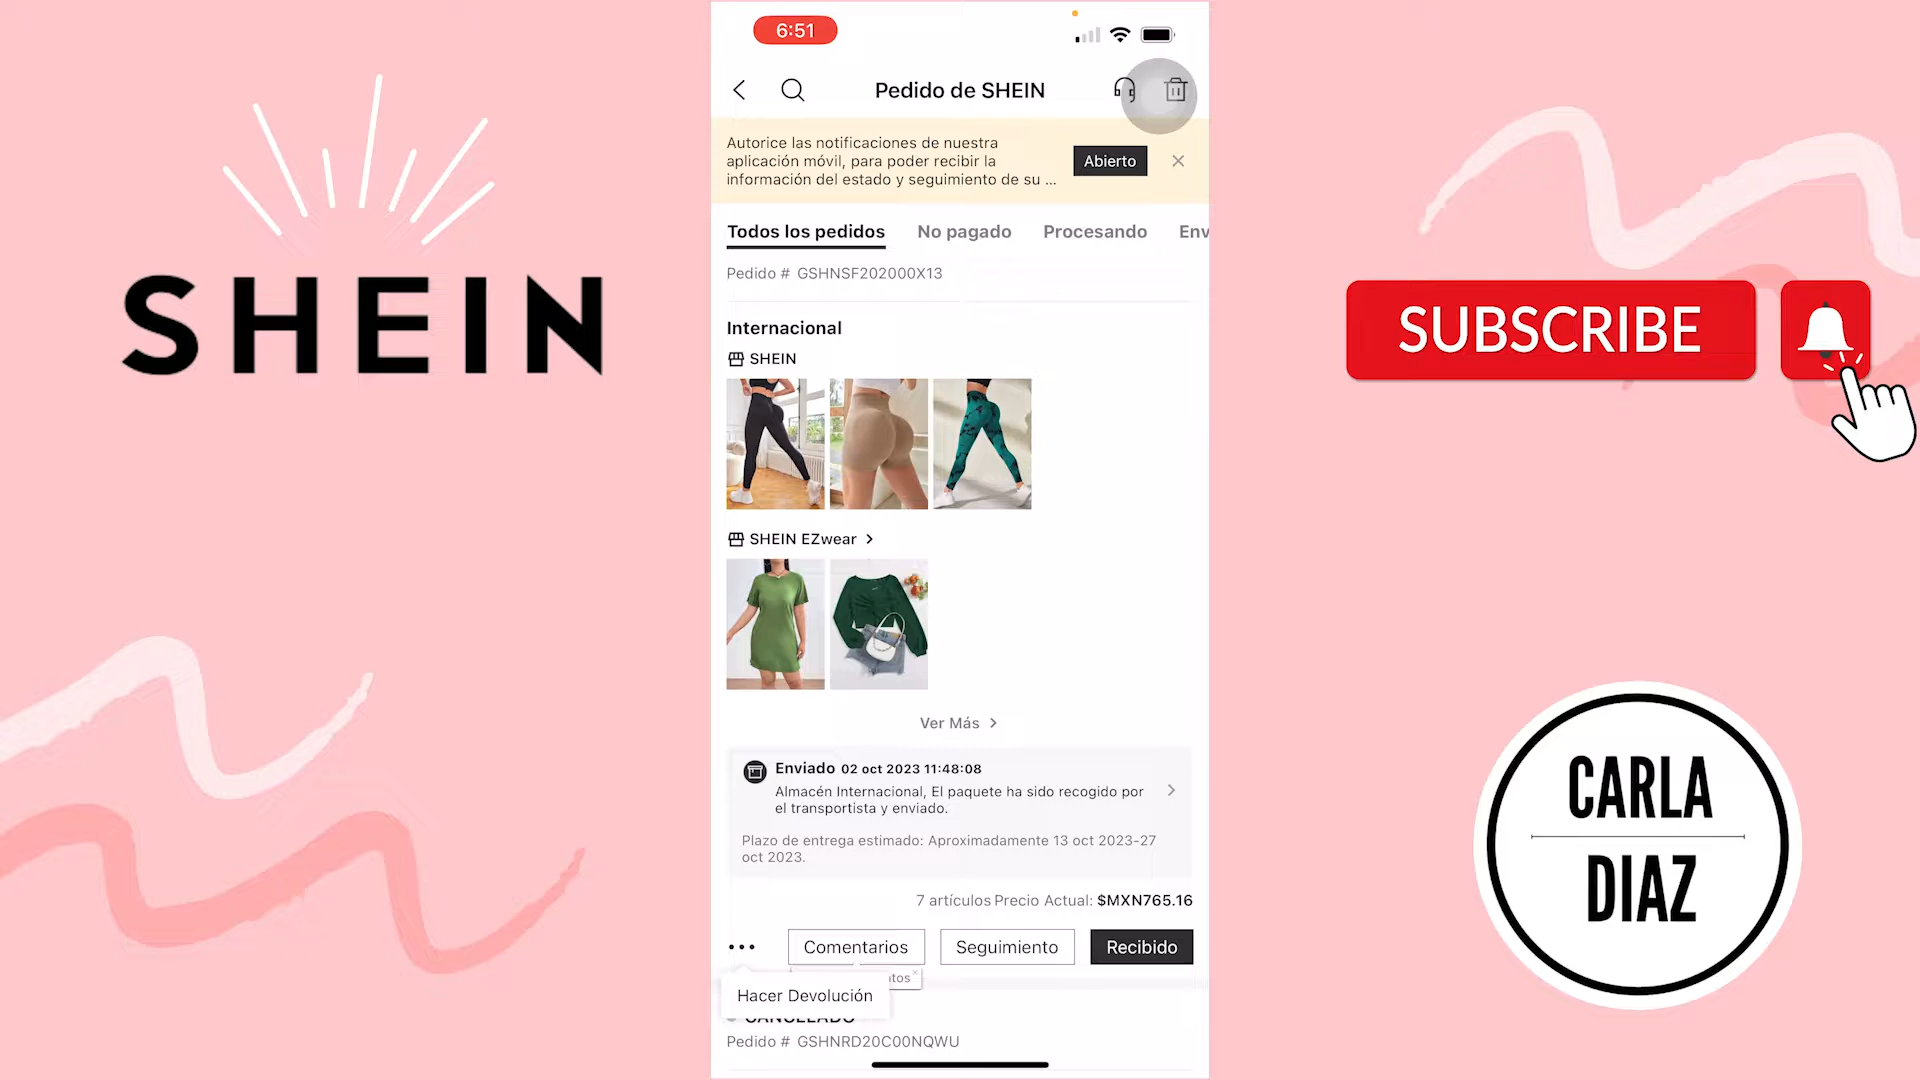 SHEIN
6:51
Pedido de SHEIN
Autorice las notificaciones de nuestra
aplicación móvil, para poder recibir la
información del estado y seguimiento de su ...
Abierto
Todos los pedidos No pagado Procesando Env
Pedido # GSHNSF202000X13
Internacional
SHEIN
SHEIN EZwear
Ver Más
Enviado 02 oct 2023 11:48:08
Almacén Internacional, El paquete ha sido recogido por
el transportista y enviado.
Plazo de entrega estimado: Aproximadamente 13 oct 2023-27
oct 2023.
7 artículos Precio Actual: $MXN765.16
Comentarios Seguimiento Recibido
Hacer Devolución
CANCELADO
Pedido # GSHNRD20C00NQWU
SUBSCRIBE
CARLA
DIAZ